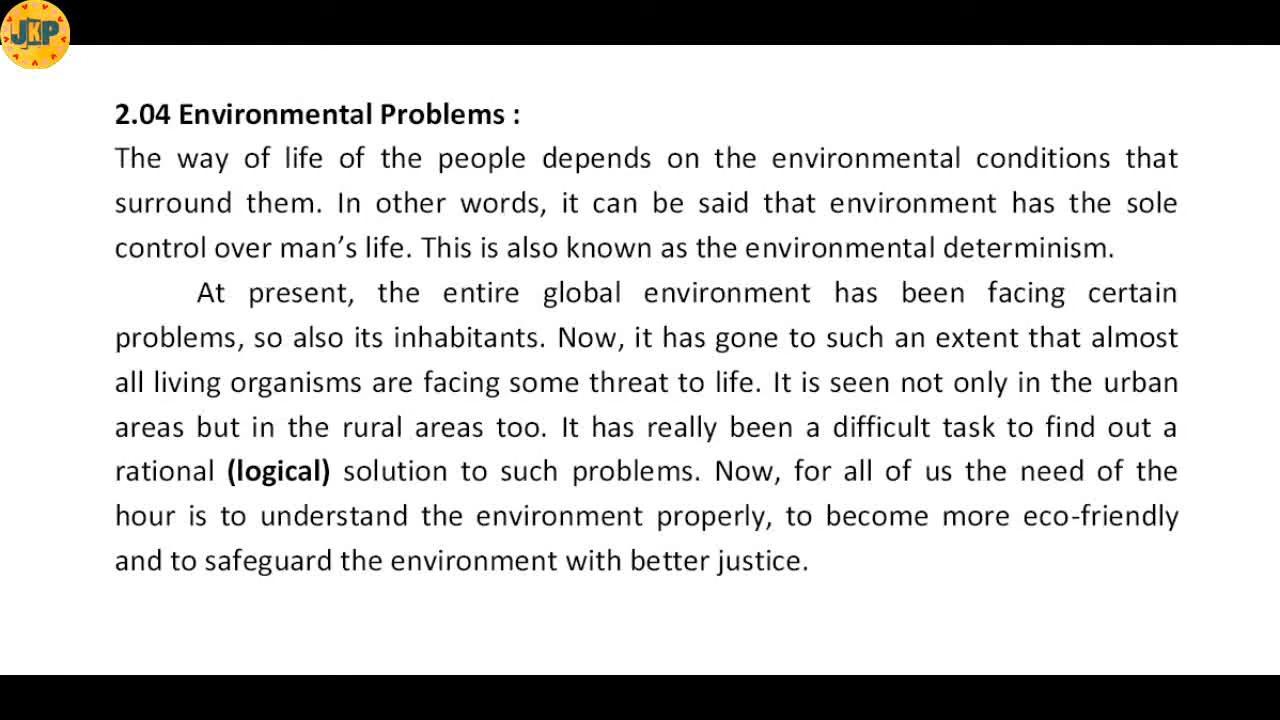 JKP
2.04 Environmental Problems :
The way of life of the people depends on the environmental conditions that
surround them. In other words, it can be said that environment has the sole
control over man’s life. This is also known as the environmental determinism.
At present, the entire global environment has been facing certain
problems, so also its inhabitants. Now, it has gone to such an extent that almost
all living organisms are facing some threat to life. It is seen not only in the urban
areas but in the rural areas too. It has really been a difficult task to find out a
rational (logical) solution to such problems. Now, for all of us the need of the
hour is to understand the environment properly, to become more eco-friendly
and to safeguard the environment with better justice.